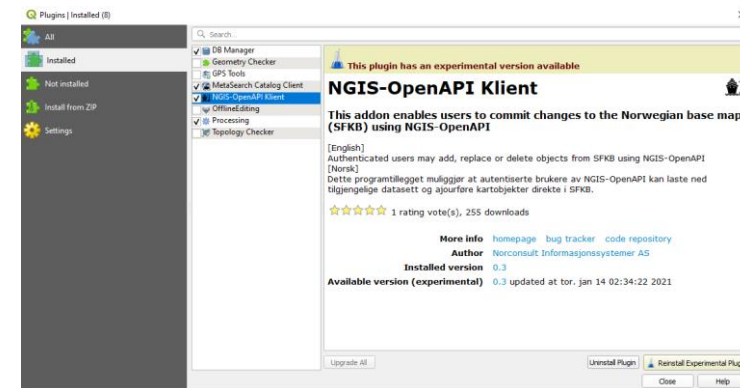 Plugins | Installed (8)
All
Installed
Not installed
Install from ZIP
Settings
Search...
DB Manager
Geometry Checker
GPS Tools
MetaSearch Catalog Client
NGIS-OpenAPI Klient
OfflineEditing
Processing
Topology Checker
This plugin has an experimental version available
NGIS-OpenAPI Klient
This addon enables users to commit changes to the Norwegian base map
(SFKB) using NGIS-OpenAPI
[English]
Authenticated users may add, replace or delete objects from SFKB using NGIS-OpenAPI
[Norsk]
Dette programtillegget muliggjør at autentiserte brukere av NGIS-OpenAPI kan laste ned
tilgjengelige datasett og ajourføre kartobjekter direkte i SFKB.
1 rating vote(s), 255 downloads
More info homepage bug tracker code repository
Author Norconsult Informasjonssystemer AS
Installed version 0.3
Available version (experimental) 0.3 updated at tor. jan 14 02:34:22 2021
Upgrade All
Uninstall Plugin
Reinstall Experimental Plug
Close
Help